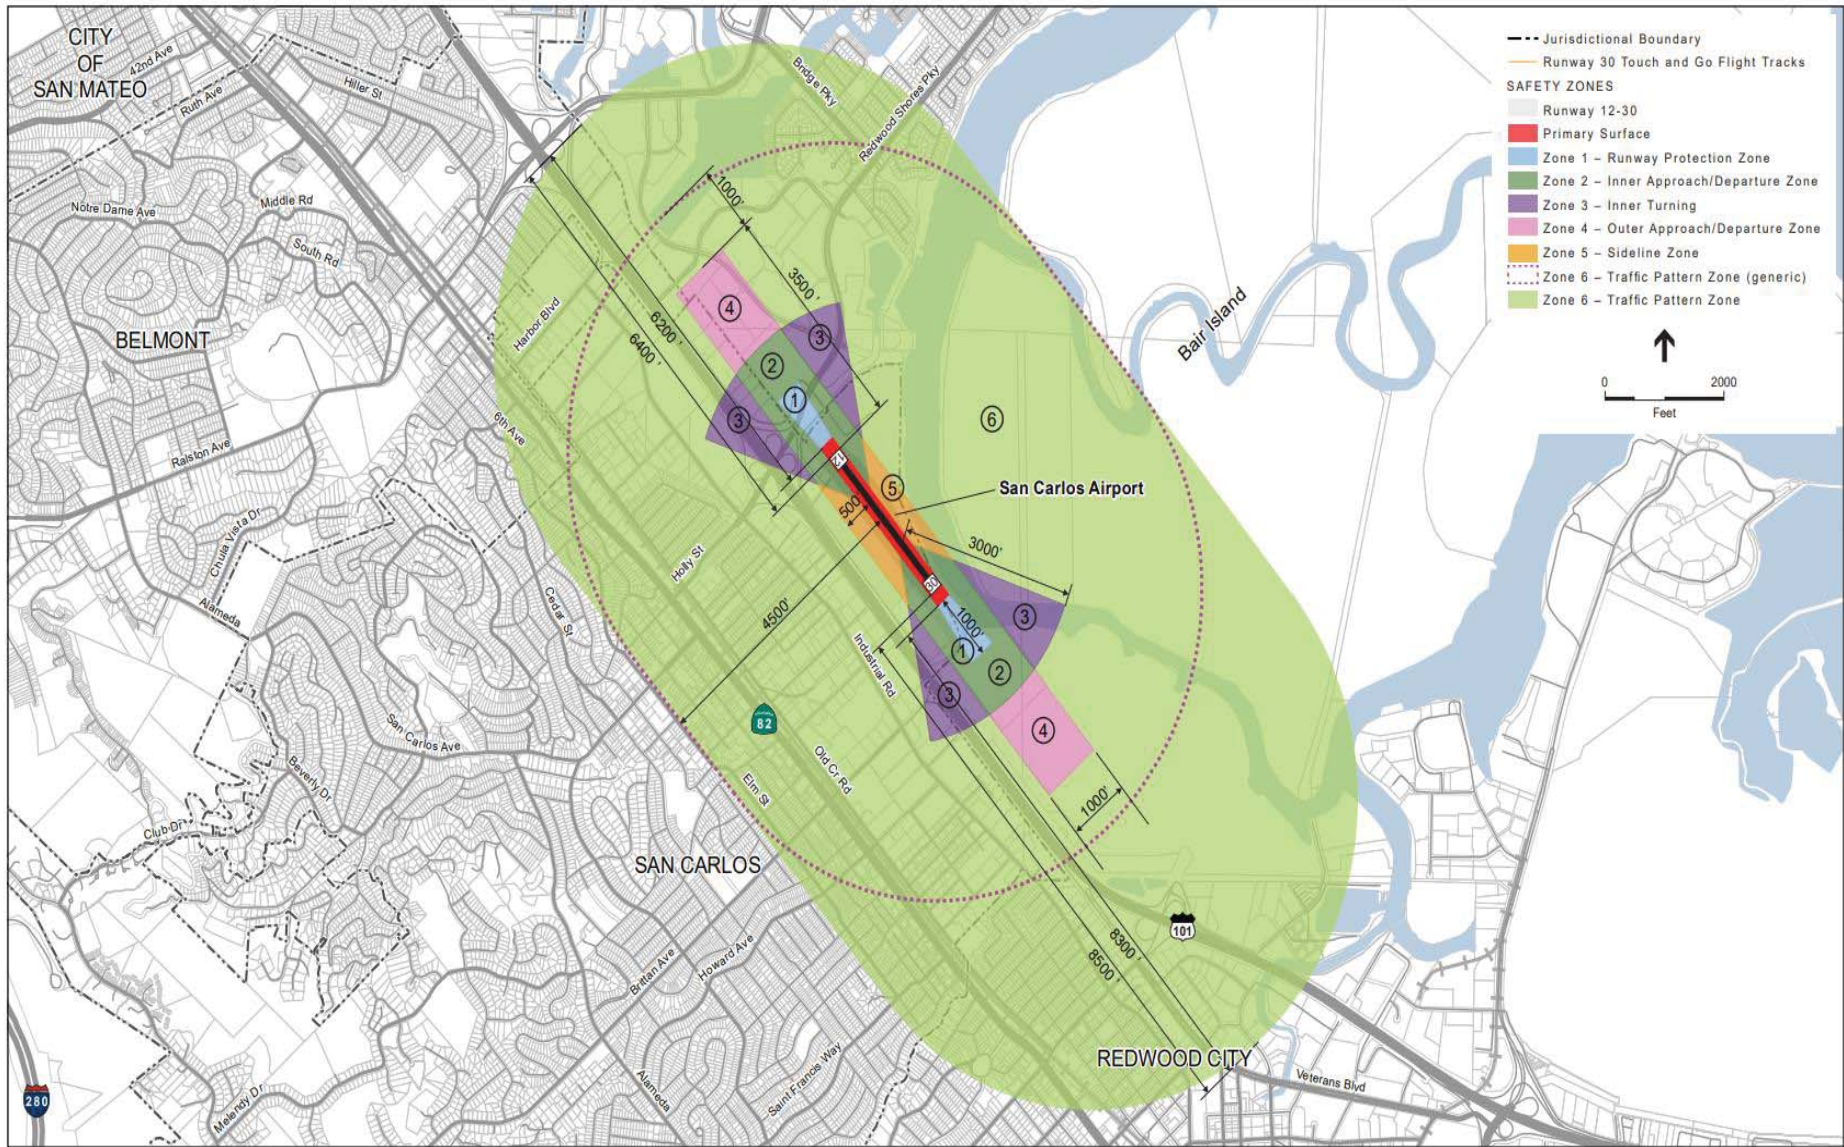 CITY
OF
SAN MATEO
42nd Ave
Ruth Ave
Hiller St
Bridge Pky
Redwood Shores Pky
Jurisdictional Boundary
Runway 30 Touch and Go Flight Tracks
SAFETY ZONES
Runway 12-30
Primary Surface
Zone 1 – Runway Protection Zone
Zone 2 – Inner Approach/Departure Zone
Zone 3 – Inner Turning
Zone 4 – Outer Approach/Departure Zone
Zone 5 – Sideline Zone
Zone 6 – Traffic Pattern Zone (generic)
Zone 6 – Traffic Pattern Zone
0 2000
Feet
Notre Dame Ave
Middle Rd
South Rd
1000'
3500 '
Harbor Blvd
6200 '
6400 '
4
3
2
1
3
Bair Island
BELMONT
6th Ave
Ralston Ave
6
12
5
San Carlos Airport
500'
3000'
Chula Vista Dr
Holly St
Alameda
Cedar St
4500'
30
1000'
3
1
2
3
4
Industrial Rd
82
San Carlos Ave
Old Cr Rd
Elm St
Beverly Dr
Club Dr
1000'
SAN CARLOS
101
8300 '
8500 '
Brittan Ave
Howard Ave
REDWOOD CITY
Veterans Blvd
Alameda
Saint Francis Way
Melendy Dr
280